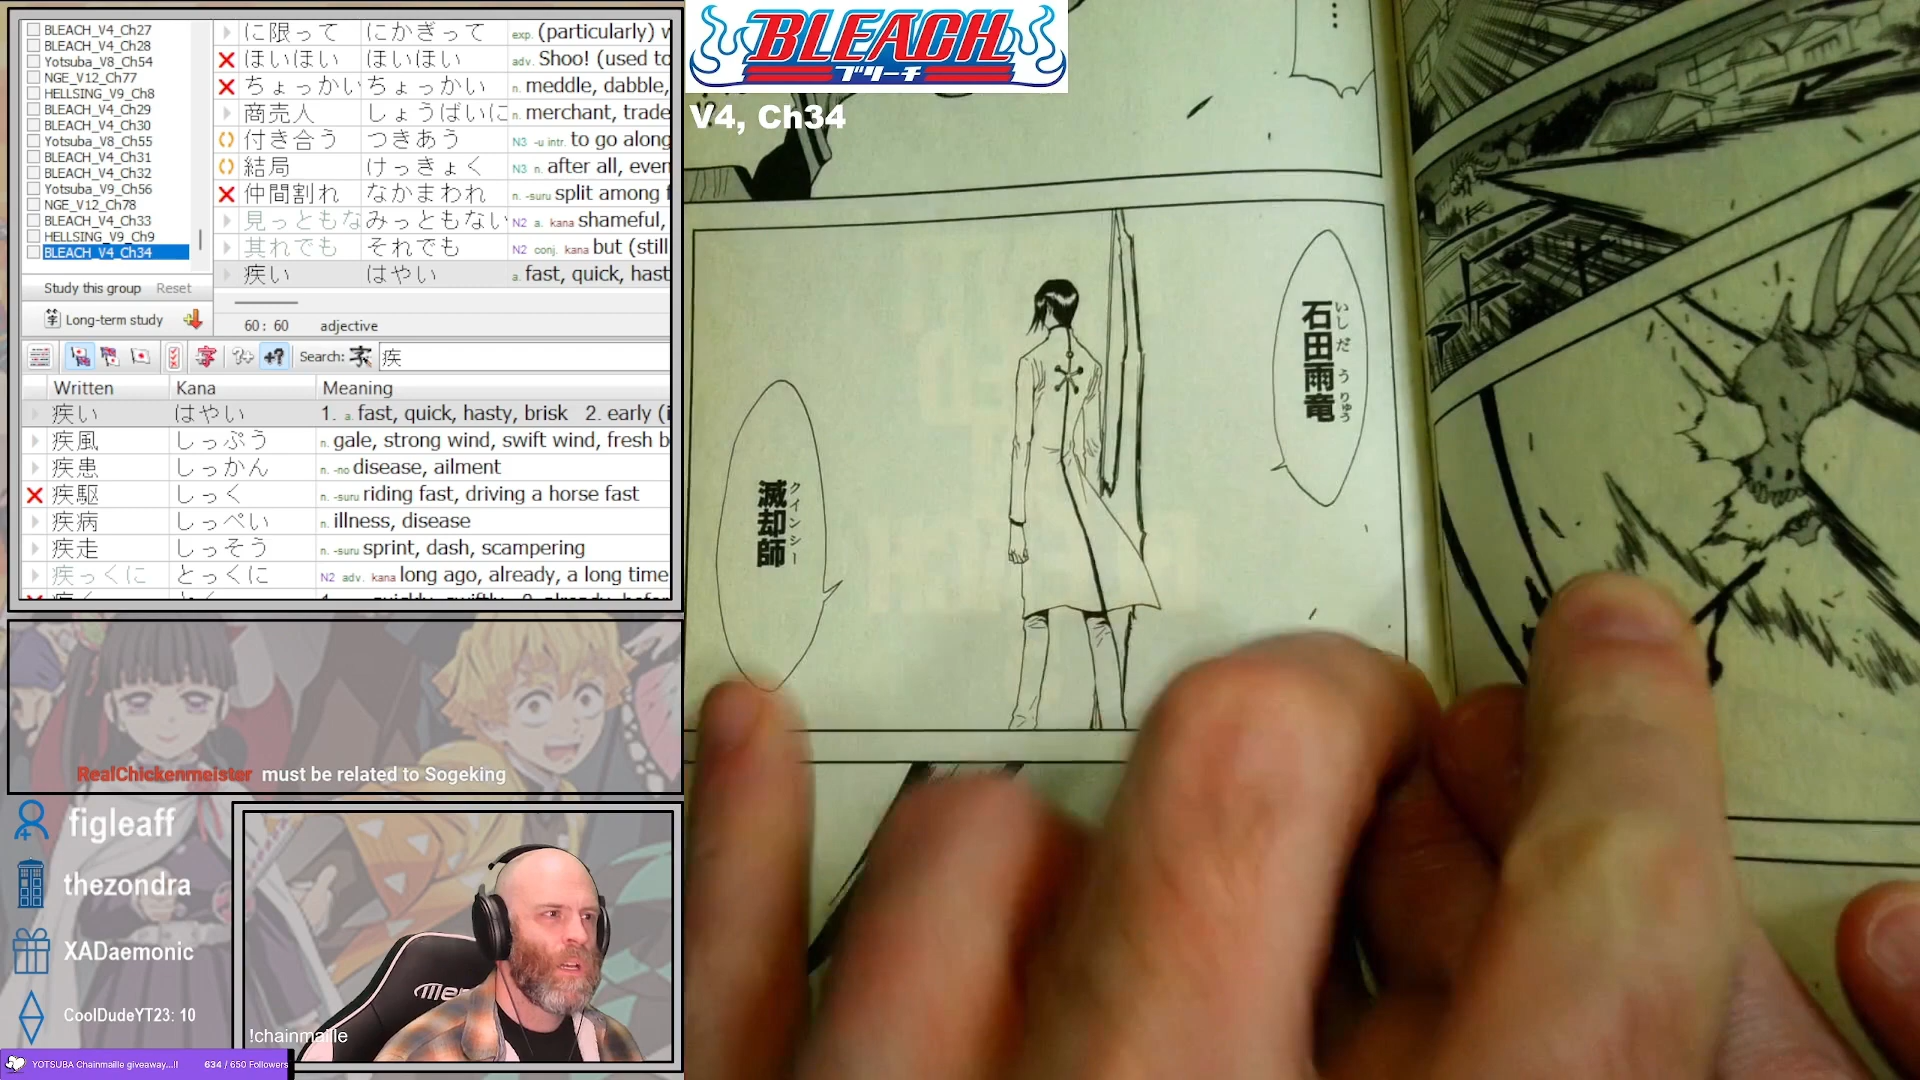 BLEACH_V4_Ch27
BLEACH_V4_Ch28
Yotsuba_V8_Ch54
NGE_V12_Ch77
HELLSING_V9_Ch8
BLEACH_V4_Ch29
BLEACH_V4_Ch30
Yotsuba_V8_Ch55
BLEACH_V4_Ch31
BLEACH_V4_Ch32
Yotsuba_V9_Ch56
NGE_V12_Ch78
BLEACH_V4_Ch33
HELLSING_V9_Ch9
BLEACH_V4_Ch34
Study this group Reset
Long-term study
に限って にかぎって exp. (particularly) w
ほいほい ほいほい adv. Shoo! (used to
ちょっかい ちょっかい n. meddle, dabble,
商売人 しょうばいに n. merchant, trade
付き合う つきあう N3 -u intr. to go along
結局 けっきょく N3 n. after all, even
仲間割れ なかまわれ n. -suru split among f
見っともな みっともない N2 a. kana shameful,
其れでも それでも N2 conj. kana but (still
疾い はやい a. fast, quick, hast
60: 60 adjective
Search: 疾
Written Kana Meaning
疾い はやい 1. a. fast, quick, hasty, brisk 2. early (i
疾風 しっぷう n. gale, strong wind, swift wind, fresh b
疾患 しっかん n. -no disease, ailment
疾駆 しっく n. -suru riding fast, driving a horse fast
疾病 しっぺい n. illness, disease
疾走 しっそう n. -suru sprint, dash, scampering
疾っくに とっくに N2 adv. kana long ago, already, a long time
RealChickenmeister must be related to Sogeking
figleaff
thezondra
XADaemonic
CoolDudeYT23: 10
YOTSUBA Chainmaille giveaway...!! 634 / 650 Followers
!chainmaille
BLEACH
ブリーチ
V4, Ch34
石田雨竜
いしだ うりゅう
滅却師
クインシー